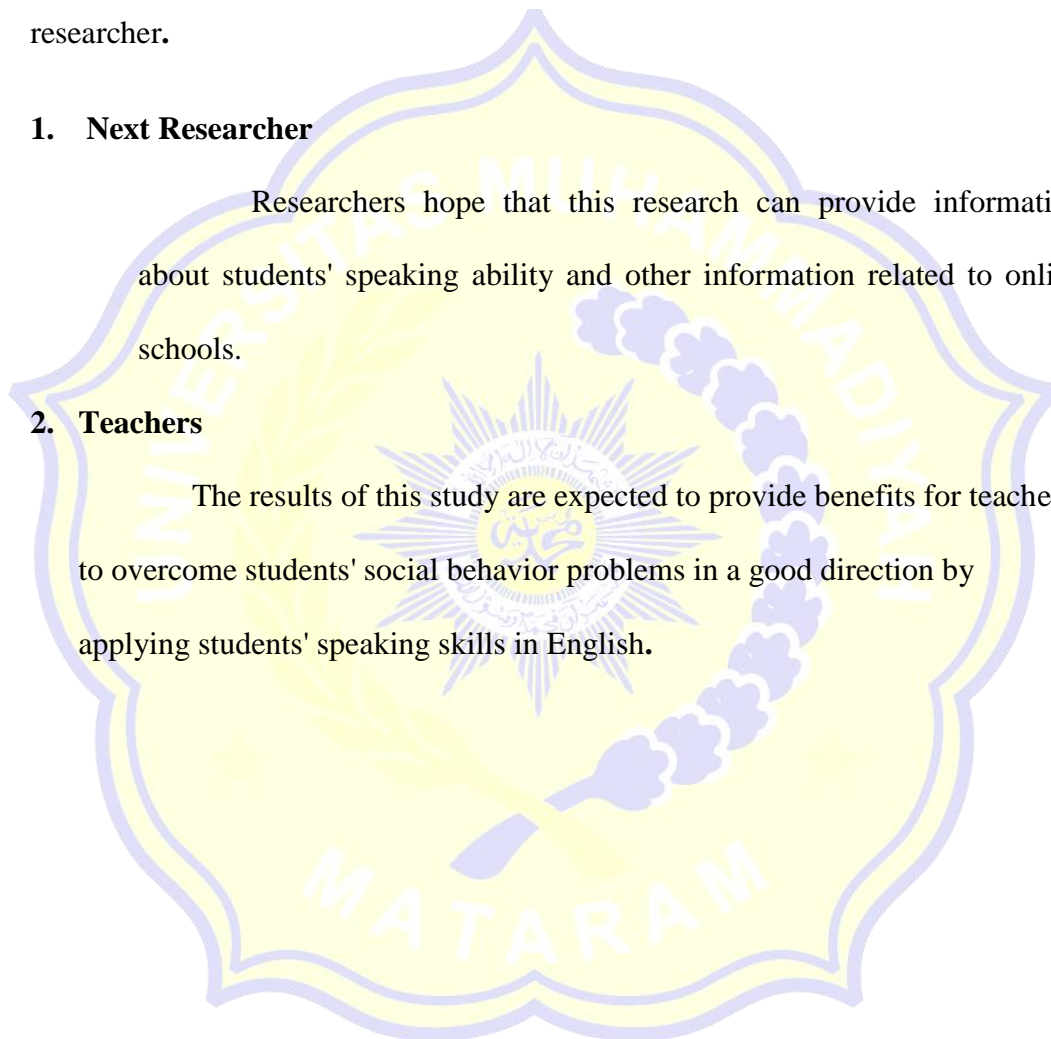 researcher.
1. Next Researcher
Researchers hope that this research can provide informati
about students' speaking ability and other information related to onli
schools.
2. Teachers
The results of this study are expected to provide benefits for teache
to overcome students' social behavior problems in a good direction by
applying students' speaking skills in English.
UNIVERSITAS MUHAMMADIYAH
MATARAM